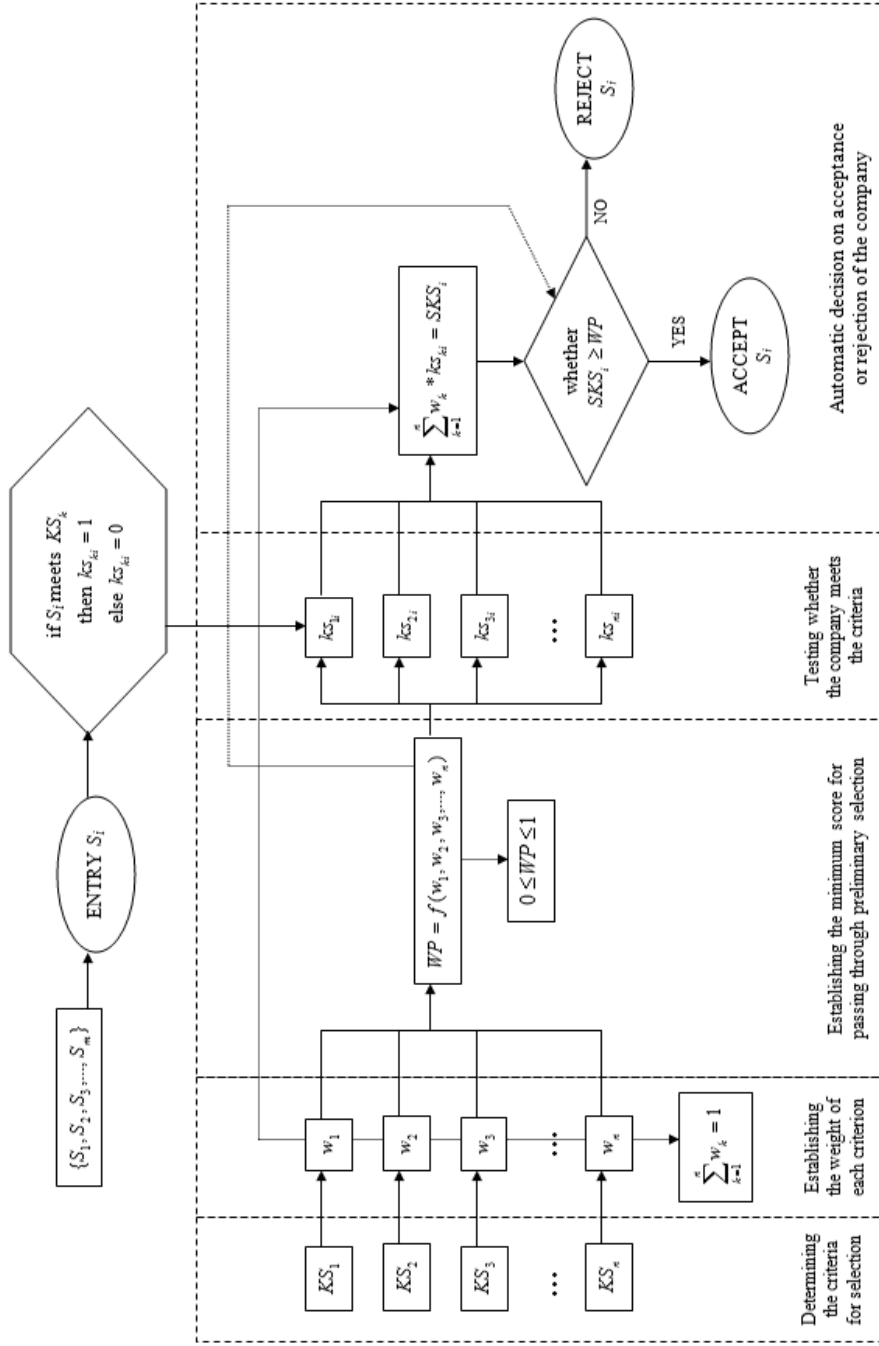 {S₁, S₂, S₃, ..., Sₘ}
ENTRY Sᵢ
if Sᵢ meets KSₖ
then ksₖᵢ = 1
else ksₖᵢ = 0
KS₁
KS₂
KS₃
...
KSₙ
w₁
w₂
w₃
...
wₙ
∑ₖ₌₁ⁿ wₖ = 1
WP = f(w₁, w₂, w₃, ..., wₙ)
0 ≤ WP ≤ 1
ks₁ᵢ
ks₂ᵢ
ks₃ᵢ
...
ksₙᵢ
∑ₖ₌₁ⁿ wₖ * ksₖᵢ = SKSᵢ
whether
SKSᵢ ≥ WP
NO
REJECT
Sᵢ
YES
ACCEPT
Sᵢ
Determining
the criteria
for selection
Establishing
the weight of
each criterion
Establishing the minimum score for
passing through preliminary selection
Testing whether
the company meets
the criteria
Automatic decision on acceptance
or rejection of the company